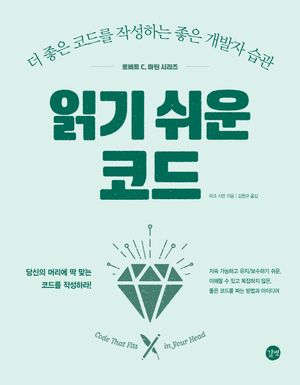 더 좋은 코드를 작성하는 좋은 개발자 습관
로버트 C. 마틴 시리즈
읽기 쉬운
코드
마크 시먼 지음 | 김현규 옮김
당신의 머리에 딱 맞는
코드를 작성하라!
지속 가능하고 유지/보수하기 쉬운,
이해할 수 있고 복잡하지 않은,
좋은 코드를 짜는 방법과 아이디어
Code That Fits in Your Head
길벗